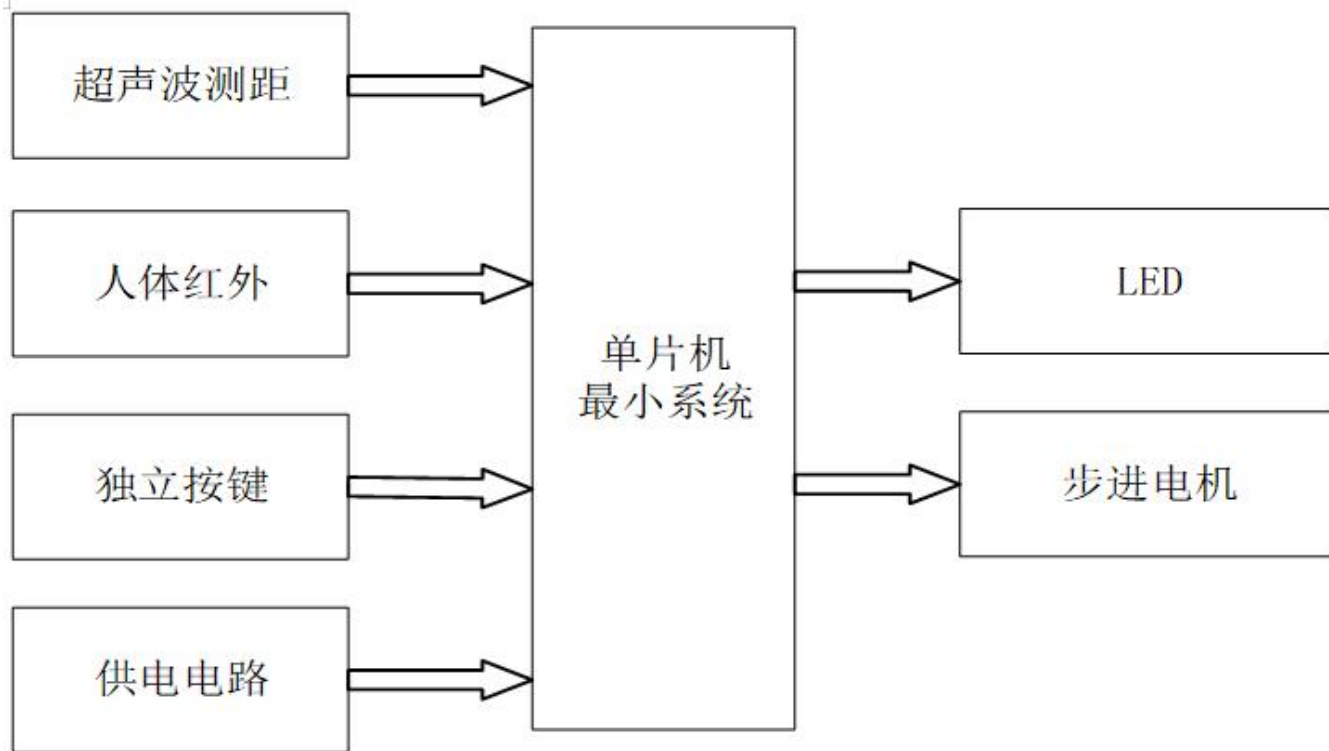 超声波测距
人体红外
独立按键
供电电路
单片机
最小系统
LED
步进电机